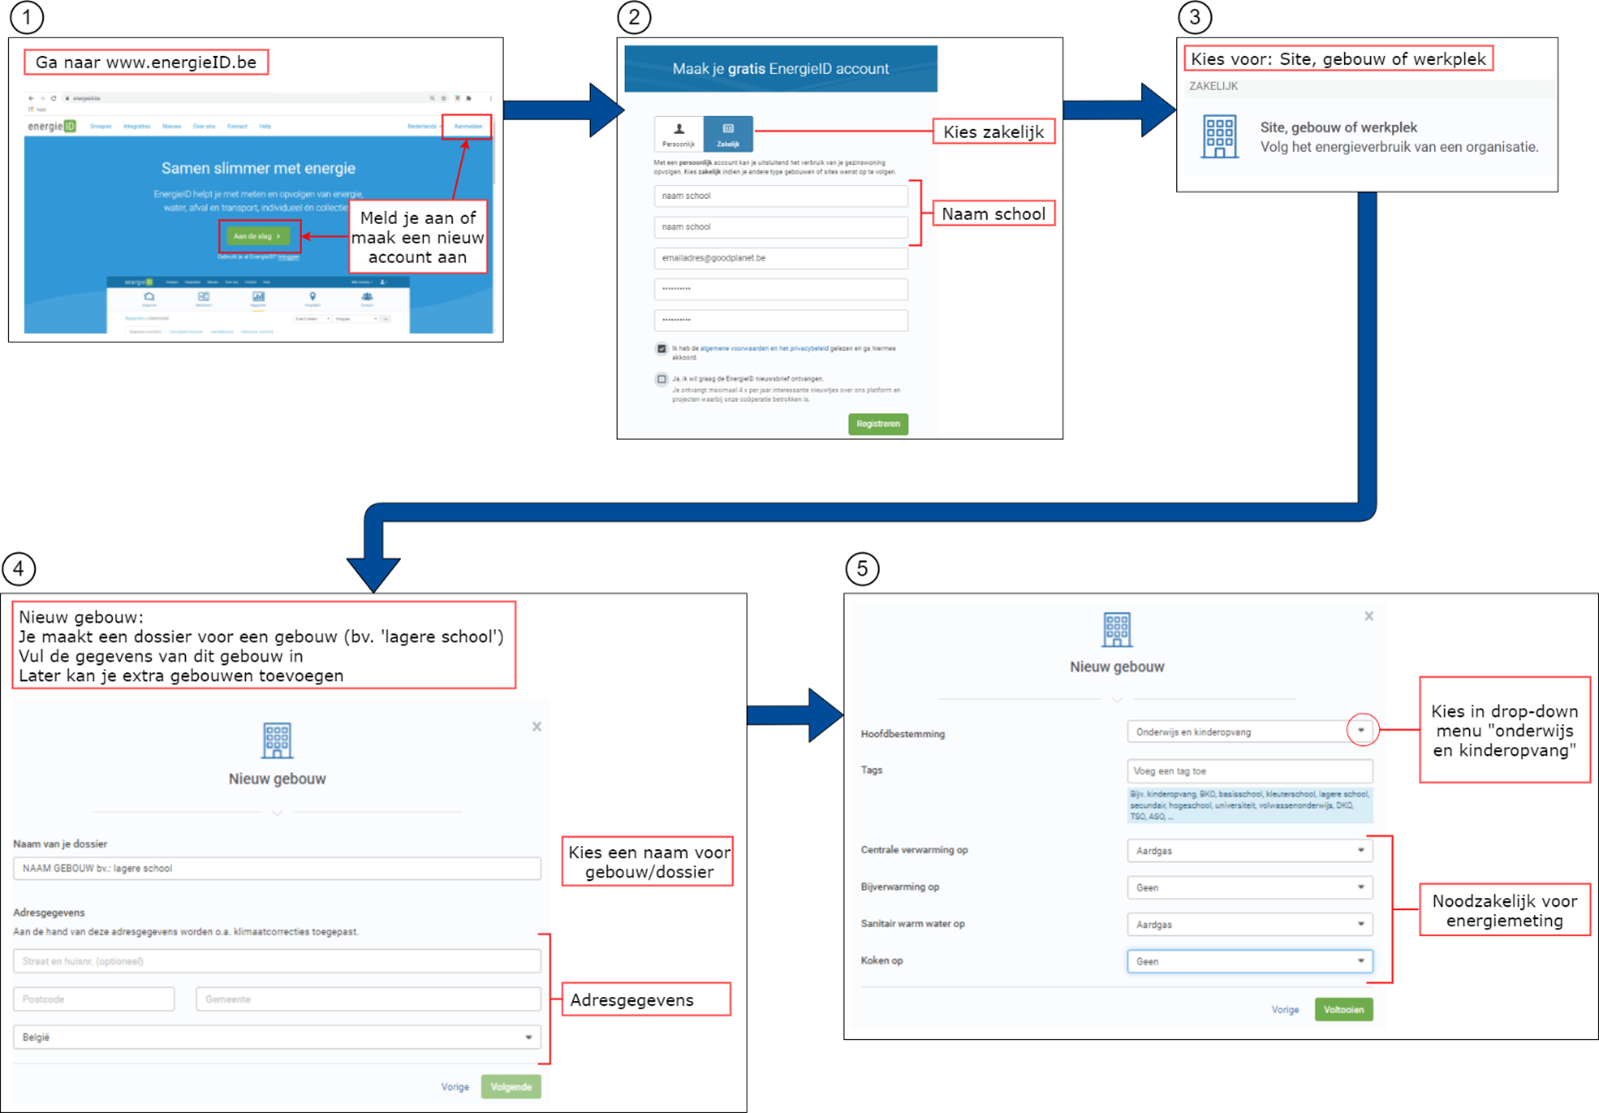 1
Ga naar www.energieID.be
Apps
energieID.be
energieID Groepen Integraties Nieuws Over ons Contact Help Nederlands Aanmelden
Samen slimmer met energie
EnergieID helpt je met meten en opvolgen van energie,
water, afval en transport, individueel én collectief
Aan de slag >
Gebruik je al EnergieID? Inloggen
Meld je aan of
maak een nieuw
account aan
energieID
2
Maak je gratis EnergieID account
Persoonlijk
Zakelijk
Kies zakelijk
Met een persoonlijk account kan je uitsluitend het verbruik van je gezinswoning
opvolgen. Kies zakelijk indien je andere type gebouwen of sites wenst op te volgen.
naam school
naam school
Naam school
emailadres@goodplanet.be
••••••••••
••••••••••
Ik heb de algemene voorwaarden en het privacybeleid gelezen en ga hiermee
akkoord.
Ja, ik wil graag de EnergieID nieuwsbrief ontvangen.
Je ontvangt maximaal 4 x per jaar interessante nieuwtjes over ons platform en
projecten waarbij onze coöperatie betrokken is.
Registreren
3
Kies voor: Site, gebouw of werkplek
ZAKELIJK
Site, gebouw of werkplek
Volg het energieverbruik van een organisatie.
4
Nieuw gebouw:
Je maakt een dossier voor een gebouw (bv. 'lagere school')
Vul de gegevens van dit gebouw in
Later kan je extra gebouwen toevoegen
×
Nieuw gebouw
Naam van je dossier
NAAM GEBOUW bv.: lagere school
Kies een naam voor
gebouw/dossier
Adresgegevens
Aan de hand van deze adresgegevens worden o.a. klimaatcorrecties toegepast.
Straat en huisnr. (optioneel)
Postcode
Gemeente
Adresgegevens
België
Vorige
Volgende
5
×
Nieuw gebouw
Hoofdbestemming
Onderwijs en kinderopvang
Kies in drop-down
menu "onderwijs
en kinderopvang"
Tags
Voeg een tag toe
Bijv. kinderopvang, BKO, basisschool, kleuterschool, lagere school,
secundair, hogeschool, universiteit, volwassenonderwijs, DKO,
TSO, ASO, ...
Centrale verwarming op
Aardgas
Bijverwarming op
Geen
Sanitair warm water op
Aardgas
Koken op
Geen
Noodzakelijk voor
energiemeting
Vorige
Voltooien